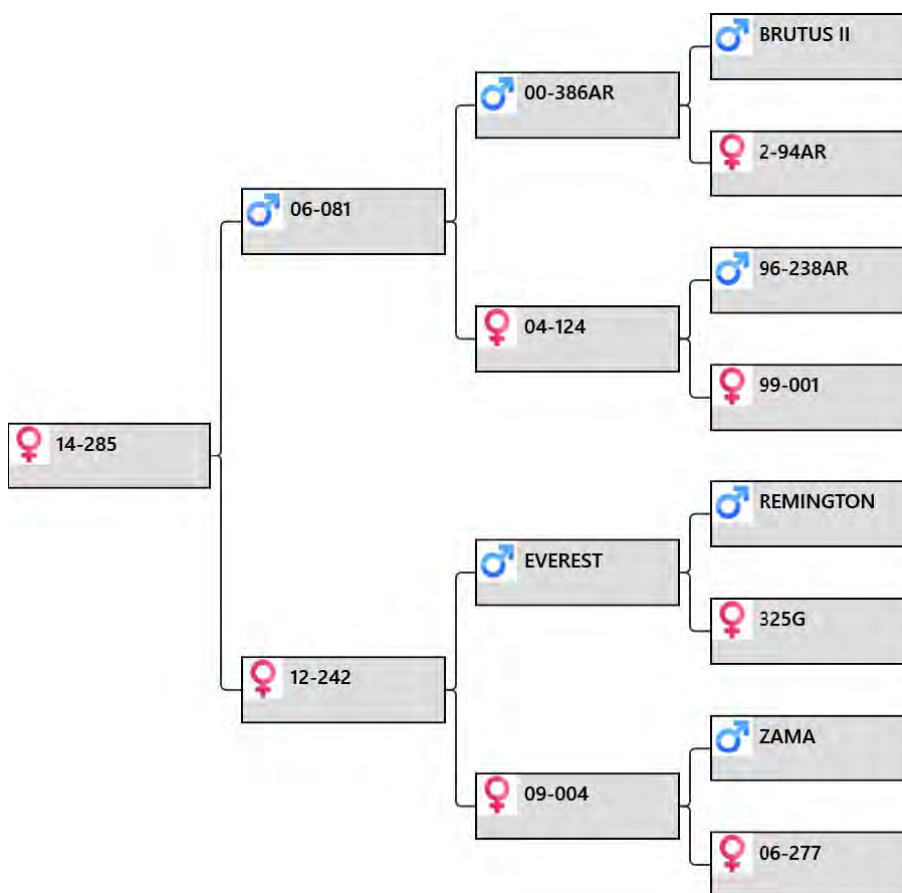 BRUTUS II
00-386AR
2-94AR
06-081
96-238AR
04-124
99-001
14-285
REMINGTON
EVEREST
325G
12-242
ZAMA
09-004
06-277